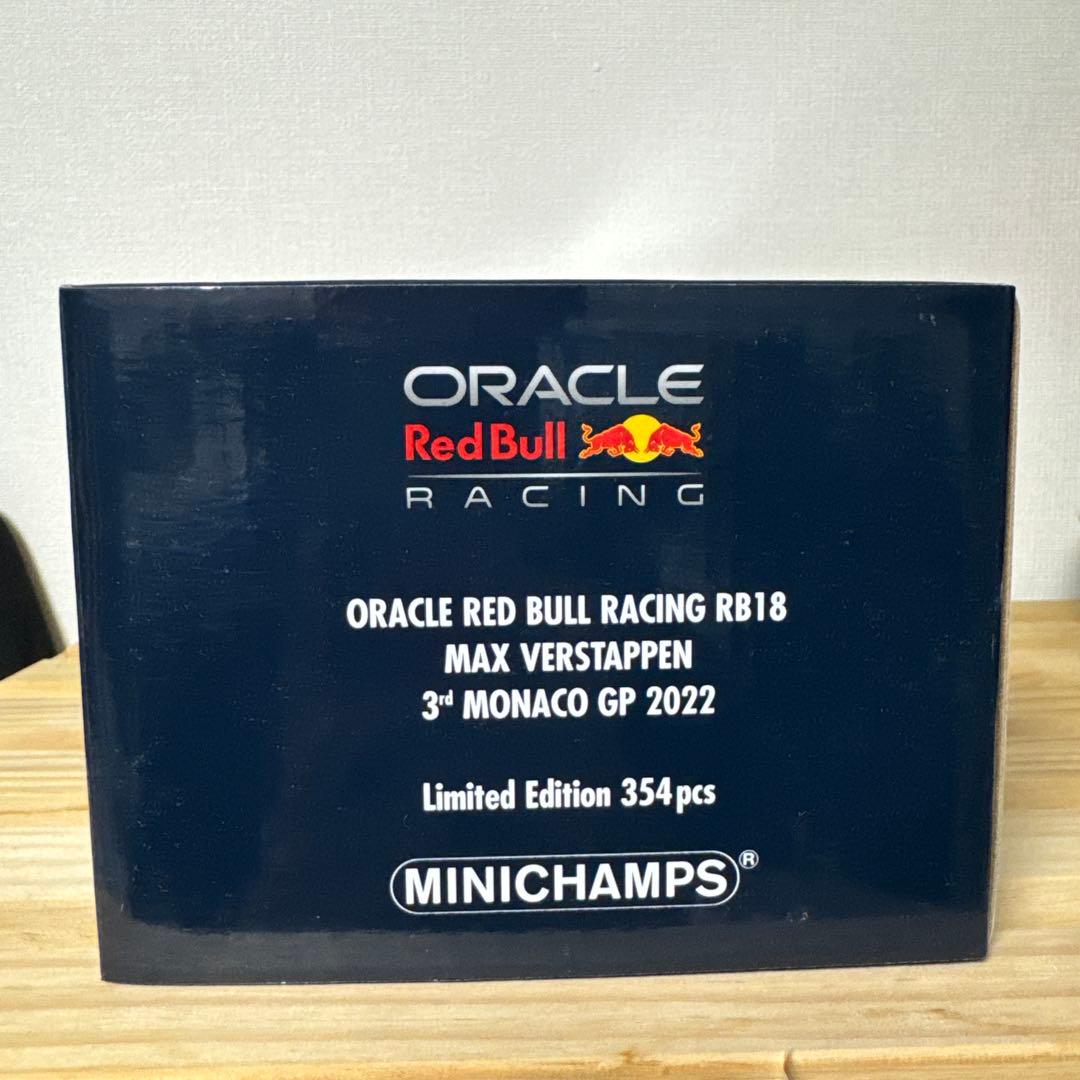 ORACLE
Red Bull
RACING
ORACLE RED BULL RACING RB18
MAX VERSTAPPEN
3rd MONACO GP 2022
Limited Edition 354 pcs
MINICHAMPS®